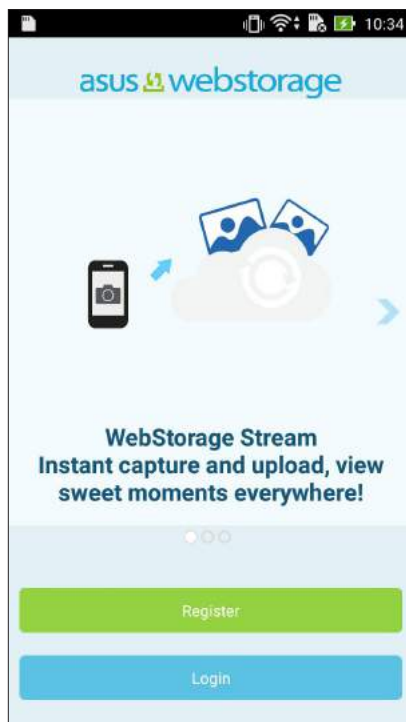 10:34
asus webstorage
WebStorage Stream
Instant capture and upload, view
sweet moments everywhere!
Register
Login